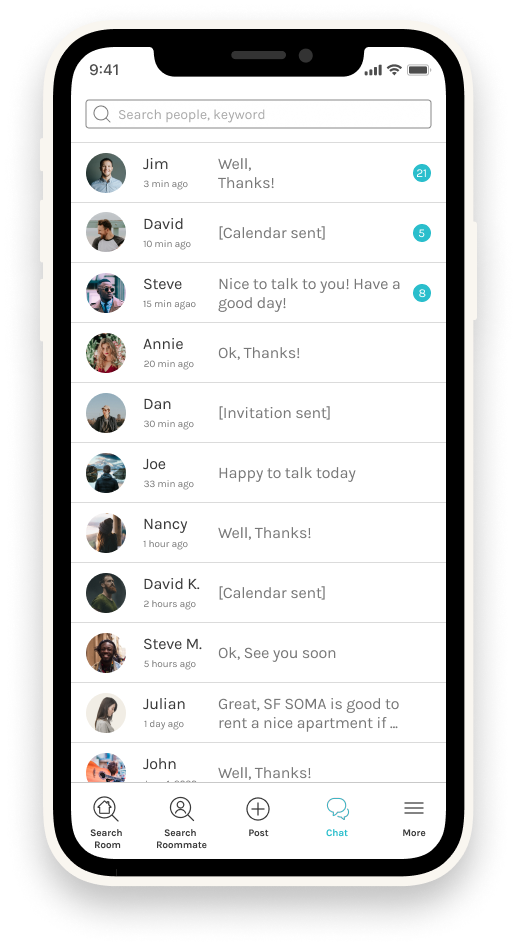 9:41
Search people, keyword
Jim
Well,
3 min ago
Thanks!
21
David
10 min ago
[Calendar sent]
5
Steve
Nice to talk to you! Have a
15 min agao
good day!
8
Annie
20 min ago
Ok, Thanks!
Dan
30 min ago
[Invitation sent]
Joe
33 min ago
Happy to talk today
Nancy
1 hour ago
Well, Thanks!
David K.
2 hours ago
[Calendar sent]
Steve M.
5 hours ago
Ok, See you soon
Julian
Great, SF SOMA is good to
1 day ago
rent a nice apartment if ...
John
Well, Thanks!
Search
Room
Search
Roommate
Post
Chat
More